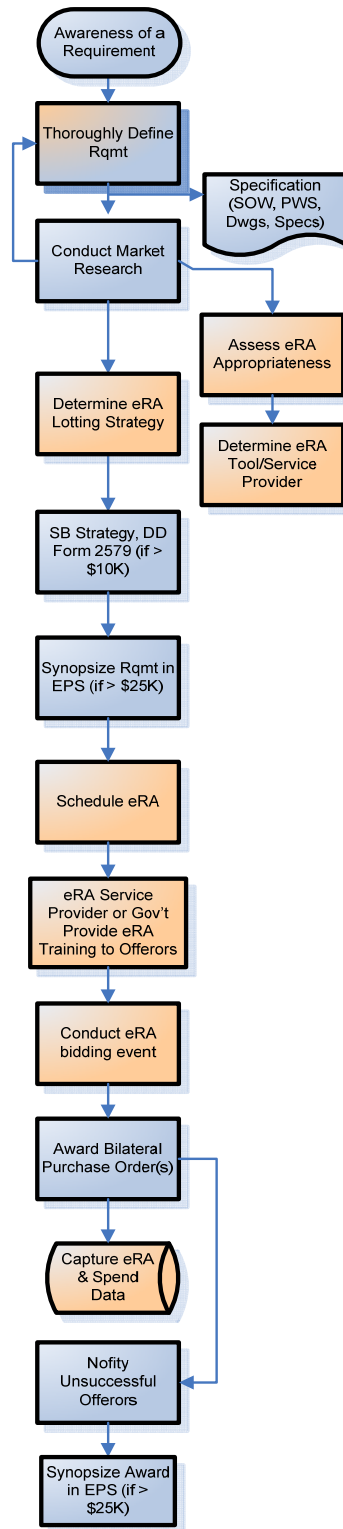 Awareness of a
Requirement
Thoroughly Define
Rqmt
Specification
(SOW, PWS,
Dwgs, Specs)
Conduct Market
Research
Assess eRA
Appropriateness
Determine eRA
Lotting Strategy
Determine eRA
Tool/Service
Provider
SB Strategy, DD
Form 2579 (if >
$10K)
Synopsize Rqmt in
EPS (if > $25K)
Schedule eRA
eRA Service
Provider or Gov't
Provide eRA
Training to Offerors
Conduct eRA
bidding event
Award Bilateral
Purchase Order(s)
Capture eRA
& Spend
Data
Nofity
Unsuccessful
Offerors
Synopsize Award
in EPS (if >
$25K)